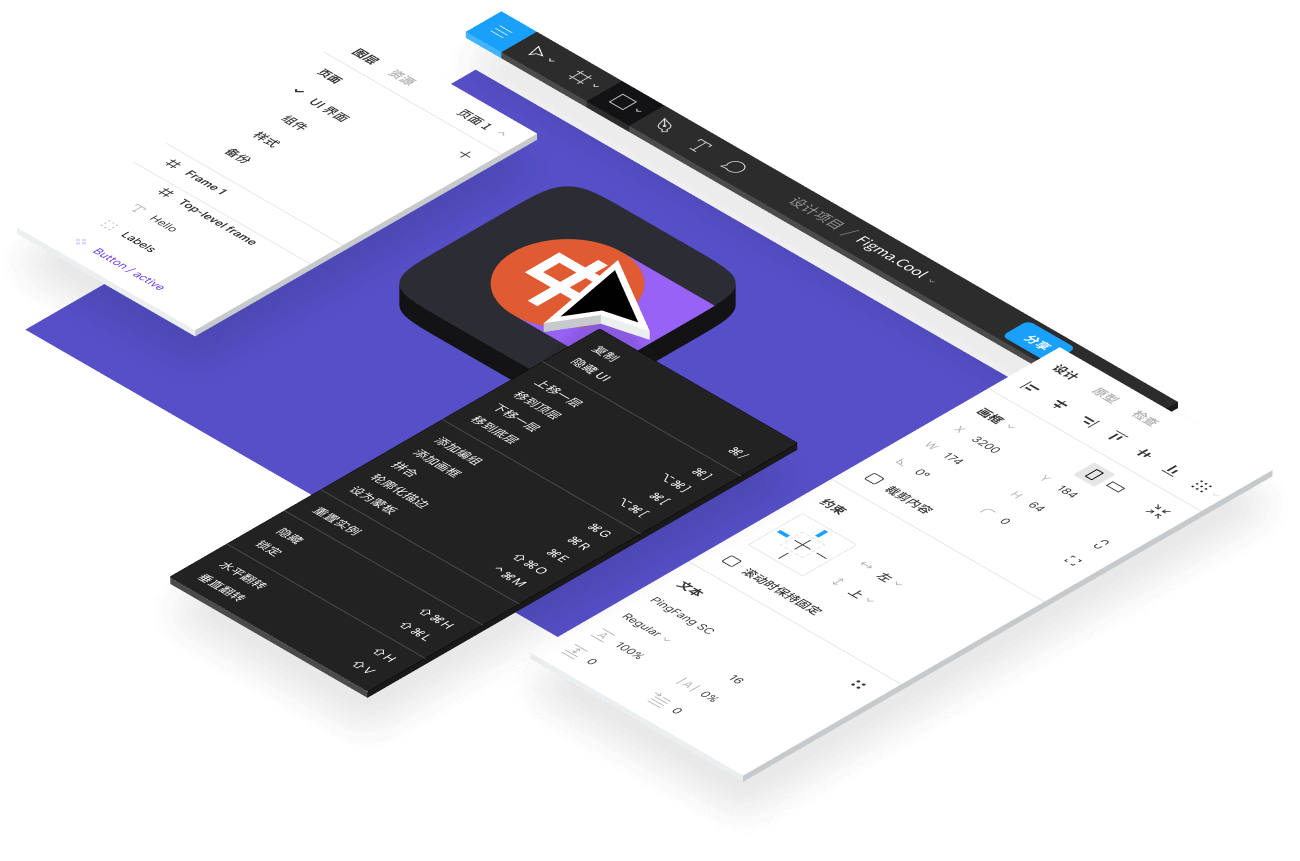 图层 资源
页面
页面 1
UI 界面
组件
样式
备份
Frame 1
Top-level frame
Hello
Labels
Button / active
设计项目 / Figma.Cool
分享
复制
隐藏 UI ⌘/
上移一层 ⌘]
移到顶层 ⌥⌘]
下移一层 ⌘[
移到底层 ⌥⌘[
添加编组 ⌘G
添加画框 ⌘R
拼合 ⌘E
轮廓化描边 ⇧⌘O
设为蒙板 ^⌘M
重置实例
隐藏 ⇧⌘H
锁定 ⇧⌘L
水平翻转 ⇧H
垂直翻转 ⇧V
设计 原型 检查
画框
X 3200 Y 184
W 174 H 64
0° 0
裁剪内容
约束
左
上
滚动时保持固定
文本
PingFang SC
Regular 16
A 100% |A| 0%
0 0